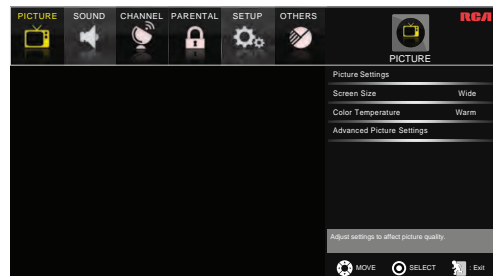 PICTURE SOUND CHANNEL PARENTAL SETUP OTHERS
RCA
PICTURE
Picture Settings
Screen Size Wide
Color Temperature Warm
Advanced Picture Settings
Adjust settings to affect picture quality.
MOVE SELECT : Exit